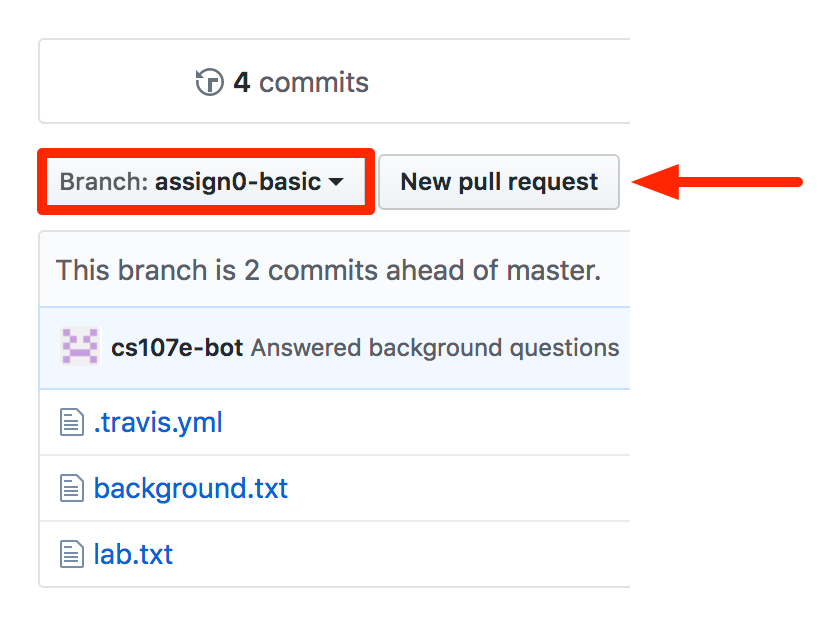 4 commits
Branch: assign0-basic New pull request
This branch is 2 commits ahead of master.
cs107e-bot Answered background questions
.travis.yml
background.txt
lab.txt